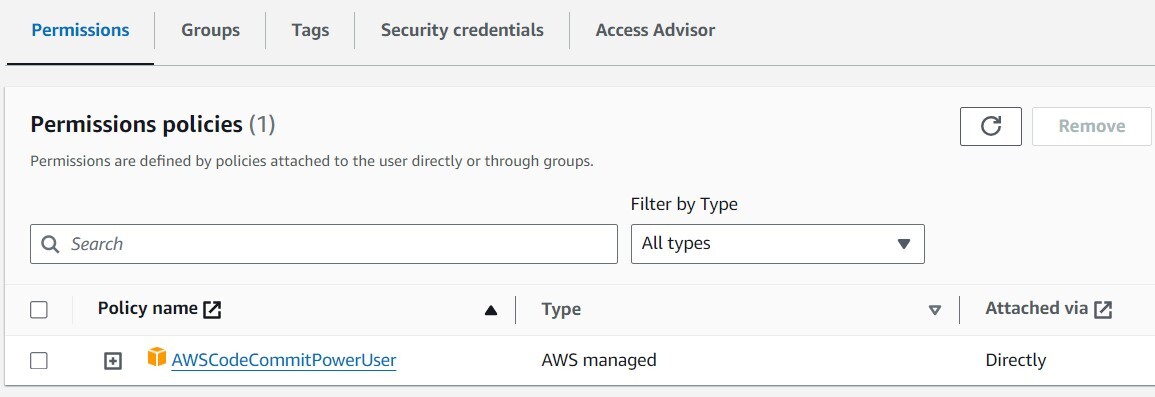 Permissions Groups Tags Security credentials Access Advisor
Permissions policies (1)
Remove
Permissions are defined by policies attached to the user directly or through groups.
Filter by Type
Search
All types
Policy name Type Attached via
AWSCodeCommitPowerUser AWS managed Directly